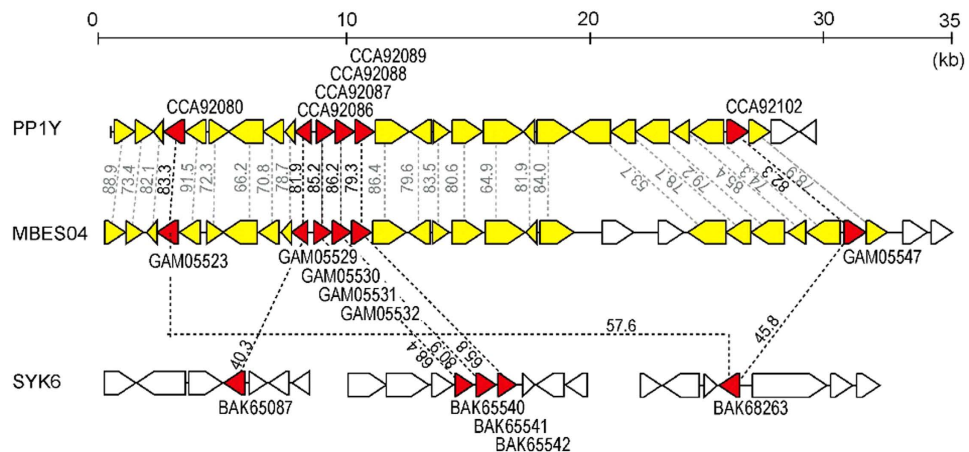 0 10 20 30 35
(kb)
CCA92089
CCA92088
CCA92087
CCA92080 CCA92086 CCA92102
PP1Y
88.9 73.4 82.1 83.3 91.5 72.3 66.2 70.8 81.9 85.2 86.2 79.3 86.4 79.6 83.5 80.6 64.9 81.9 84.0 53.7 78.7 79.2 85.4 74.3 82.3 78.9
MBES04
GAM05523 GAM05529 GAM05547
GAM05530
GAM05531
GAM05532
57.6
40.3 68.4 80.9 65.8 45.8
SYK6
BAK65087 BAK65540 BAK68263
BAK65541
BAK65542